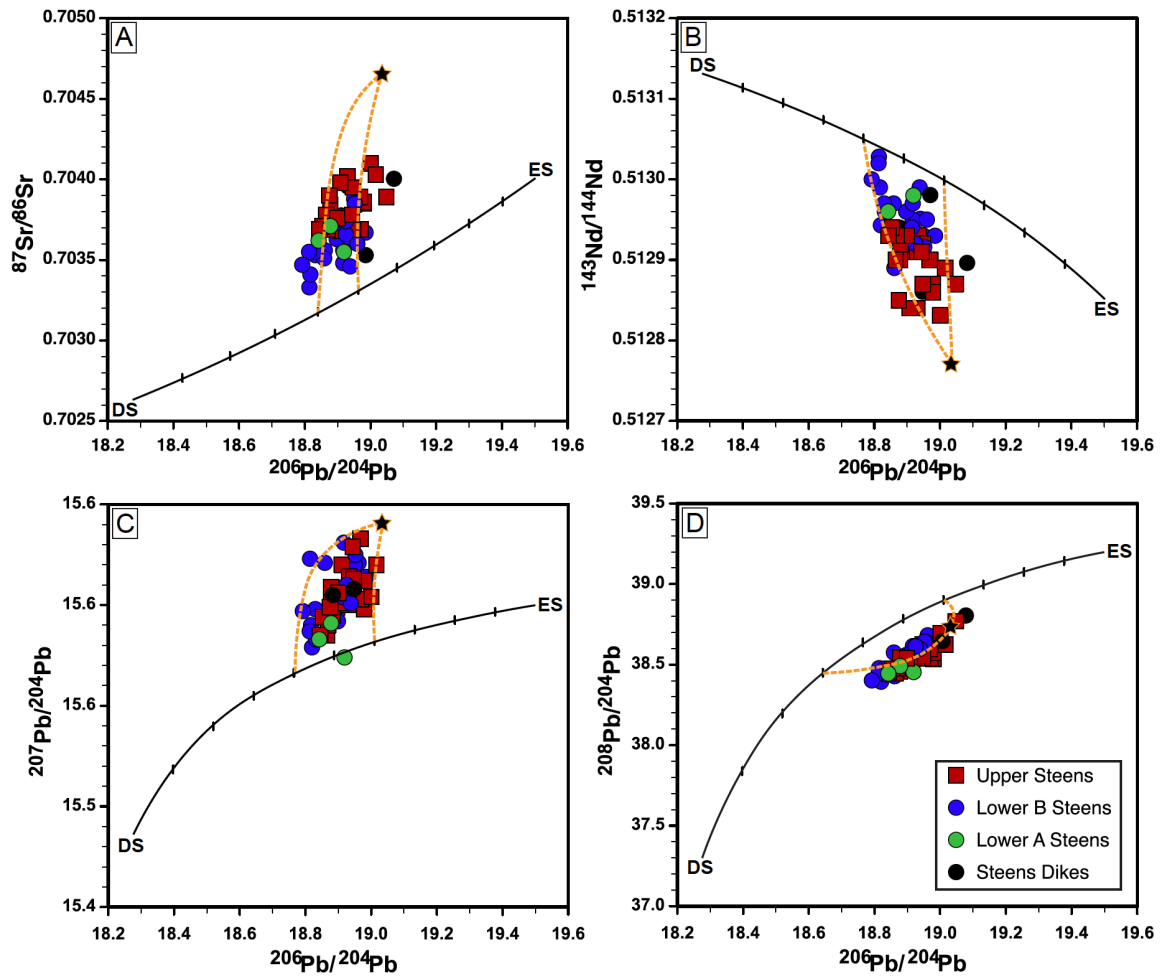 A
0.7050
0.7045
0.7040
0.7035
0.7030
0.7025
87Sr/86Sr
DS
ES
18.2 18.4 18.6 18.8 19.0 19.2 19.4 19.6
206Pb/204Pb
B
0.5132
0.5131
0.5130
0.5129
0.5128
0.5127
143Nd/144Nd
DS
ES
18.2 18.4 18.6 18.8 19.0 19.2 19.4 19.6
206Pb/204Pb
C
15.6
15.6
15.6
15.5
15.4
207Pb/204Pb
DS
ES
18.2 18.4 18.6 18.8 19.0 19.2 19.4 19.6
206Pb/204Pb
D
39.5
39.0
38.5
38.0
37.5
37.0
208Pb/204Pb
DS
ES
Upper Steens
Lower B Steens
Lower A Steens
Steens Dikes
18.2 18.4 18.6 18.8 19.0 19.2 19.4 19.6
206Pb/204Pb